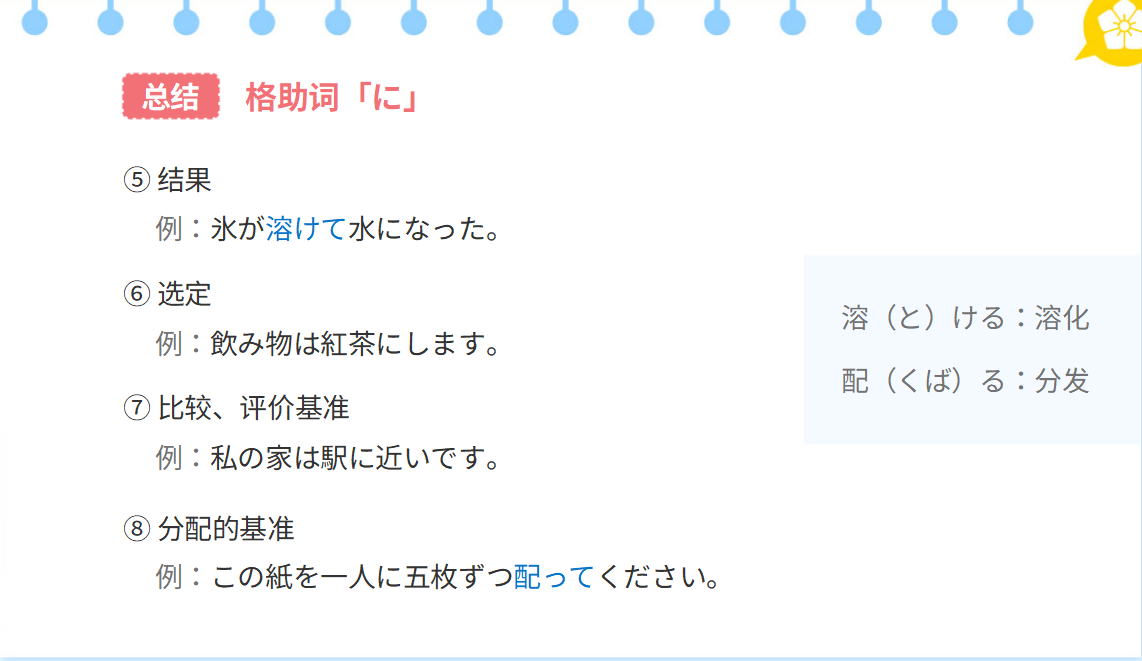 总结 格助词「に」
⑤ 结果
例：氷が溶けて水になった。
⑥ 选定
例：飲み物は紅茶にします。
溶（と）ける：溶化
配（くば）る：分发
⑦ 比较、评价基准
例：私の家は駅に近いです。
⑧ 分配的基准
例：この紙を一人に五枚ずつ配ってください。